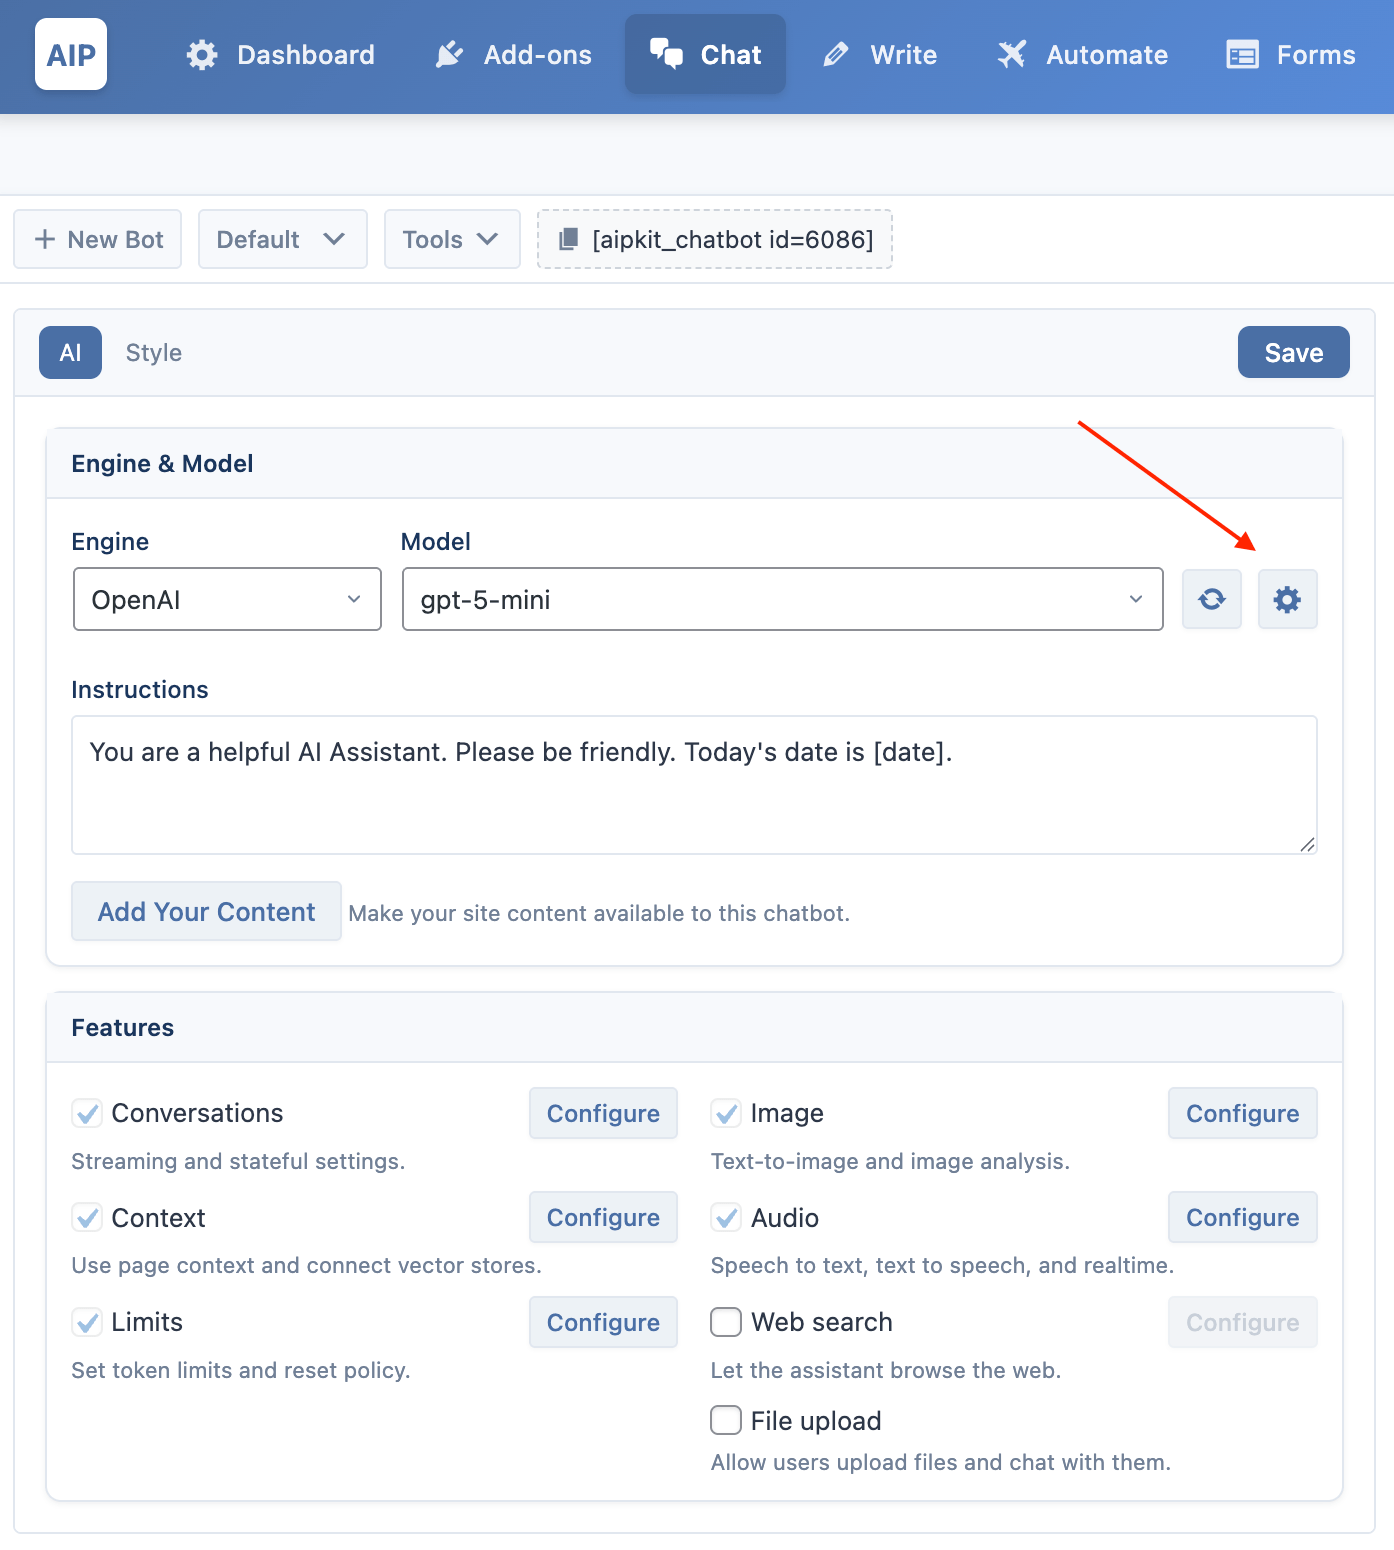 AIP Dashboard Add-ons Chat Write Automate Forms
New Bot Default Tools [aipkit_chatbot id=6086]
AI Style Save
Engine & Model
Engine Model
OpenAI gpt-5-mini
Instructions
You are a helpful AI Assistant. Please be friendly. Today's date is [date].
Add Your Content Make your site content available to this chatbot.
Features
Conversations Configure Image Configure
Streaming and stateful settings. Text-to-image and image analysis.
Context Configure Audio Configure
Use page context and connect vector stores. Speech to text, text to speech, and realtime.
Limits Configure Web search Configure
Set token limits and reset policy. Let the assistant browse the web.
File upload
Allow users upload files and chat with them.